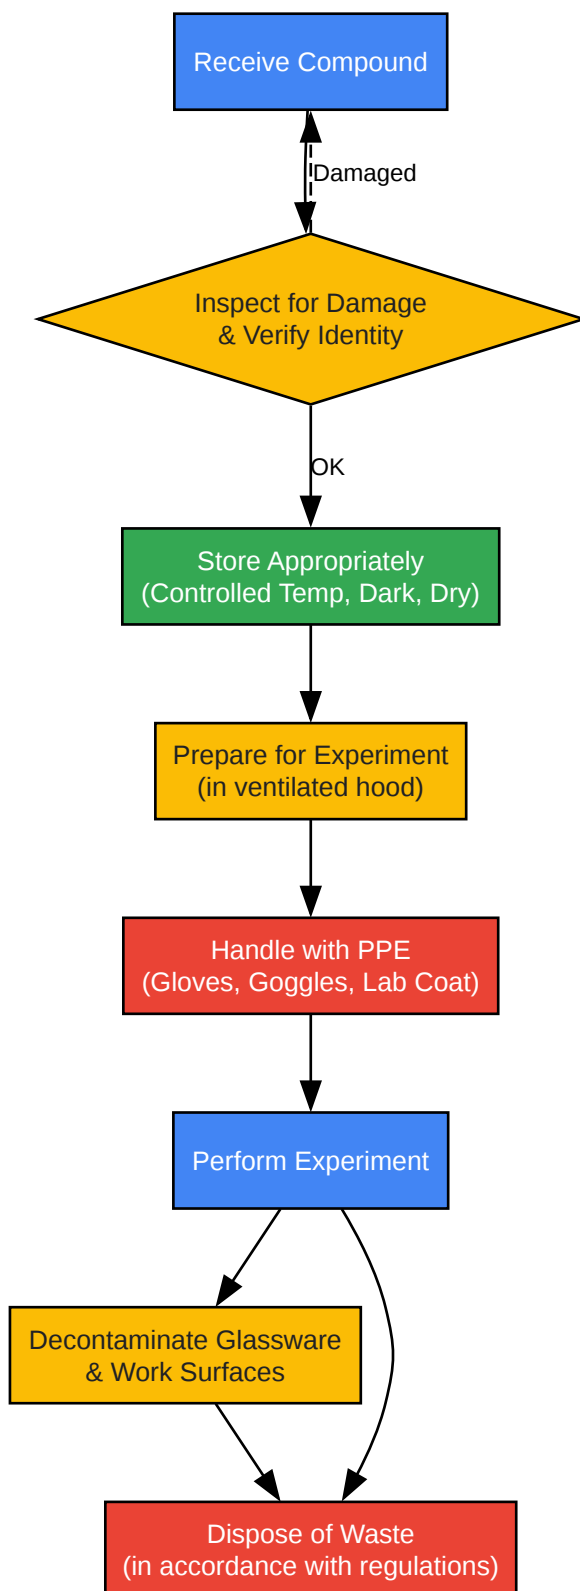 Receive Compound
Damaged
Inspect for Damage
& Verify Identity
OK
Store Appropriately
(Controlled Temp, Dark, Dry)
Prepare for Experiment
(in ventilated hood)
Handle with PPE
(Gloves, Goggles, Lab Coat)
Perform Experiment
Decontaminate Glassware
& Work Surfaces
Dispose of Waste
(in accordance with regulations)